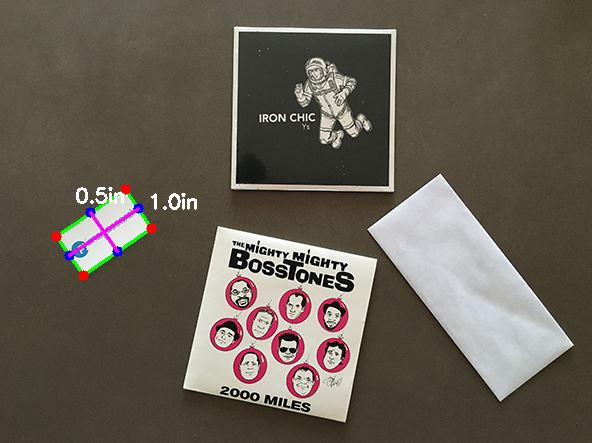 IRON CHIC
Ys
0.5in
1.0in
THE MIGHTY MIGHTY
BOSSTONES
2000 MILES